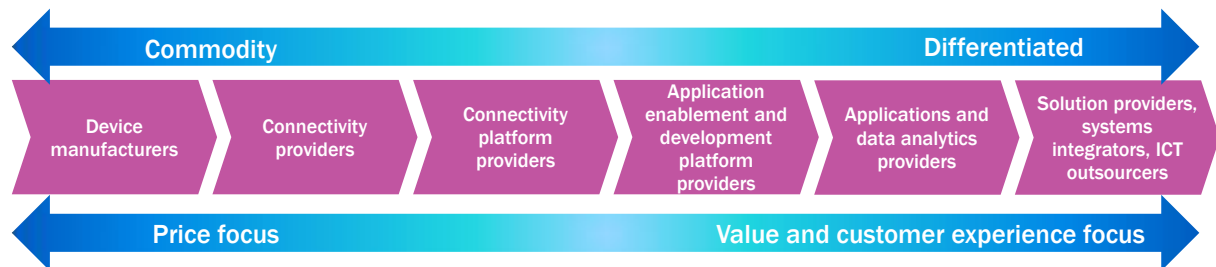 Commodity
Differentiated
Device
manufacturers
Connectivity
providers
Connectivity
platform
providers
Application
enablement and
development
platform
providers
Applications and
data analytics
providers
Solution providers,
systems
integrators, ICT
outsourcers
Price focus
Value and customer experience focus